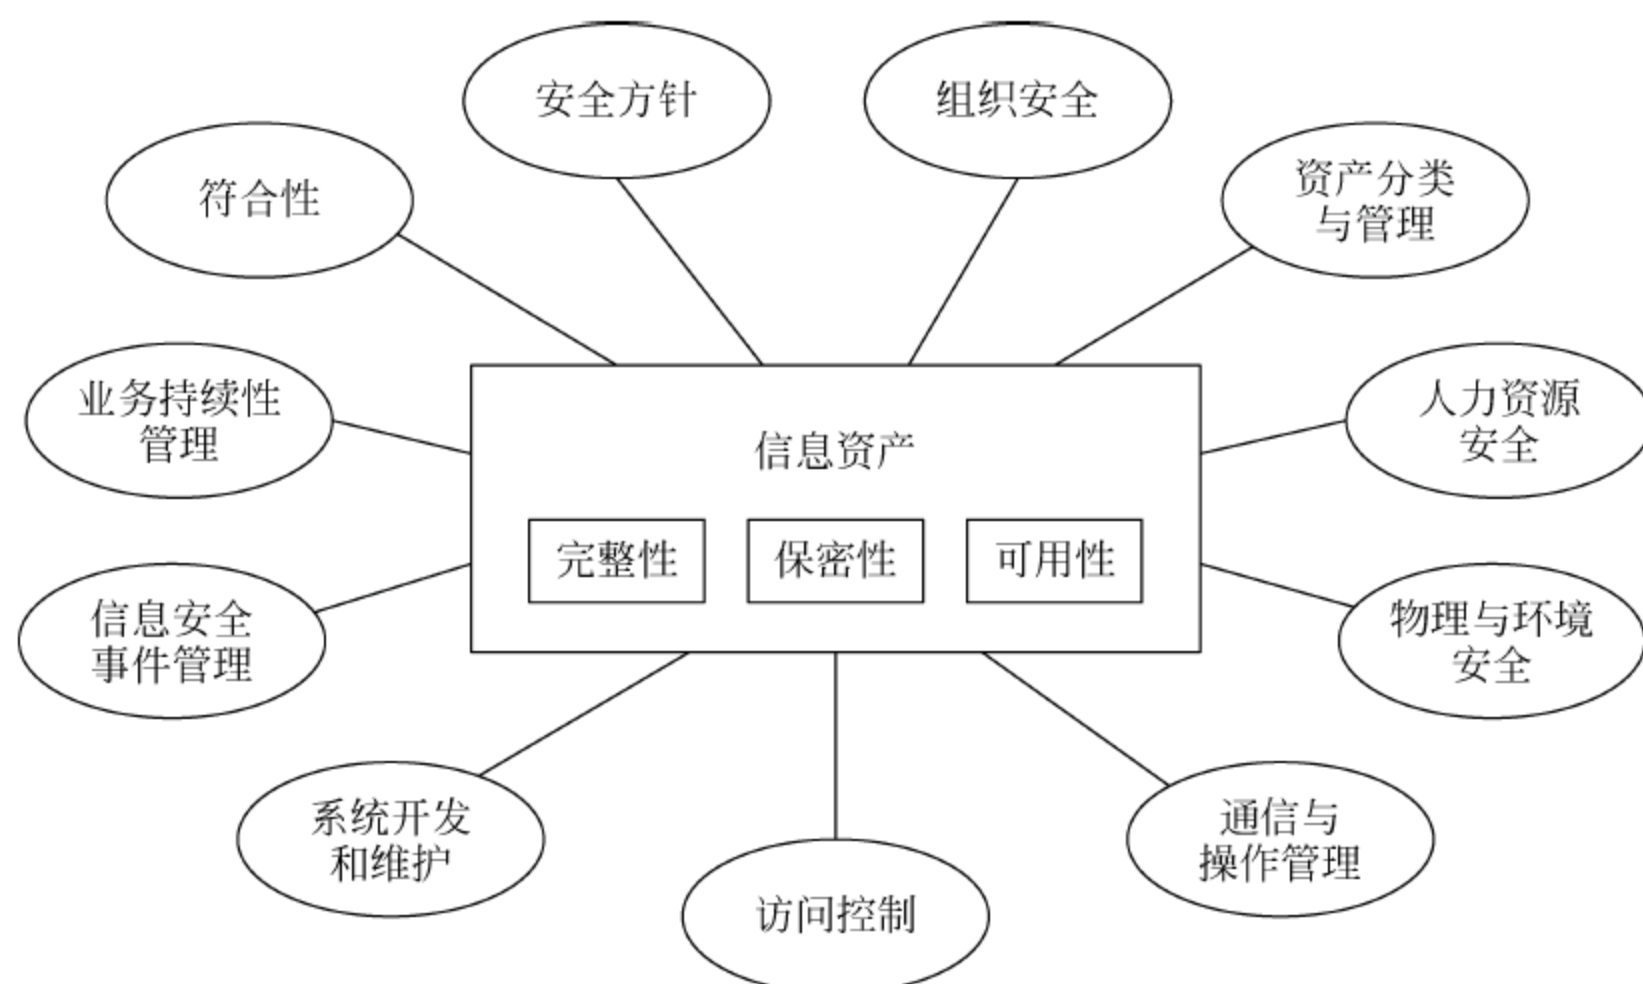 安全方针
组织安全
符合性
资产分类
与管理
业务持续性
管理
人力资源
安全
信息资产
完整性
保密性
可用性
信息安全
事件管理
物理与环境
安全
系统开发
和维护
通信与
操作管理
访问控制